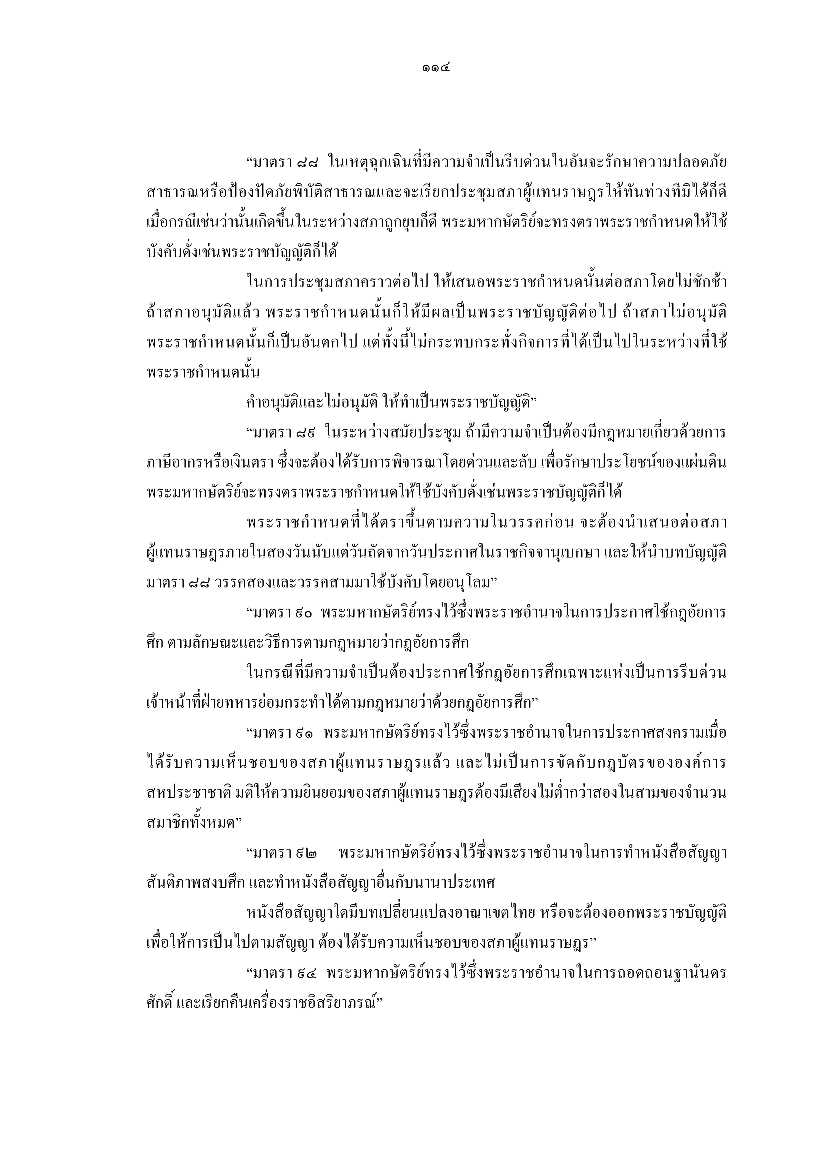 ๑๑๔
“มาตรา ๘๘ ในเหตุฉุกเฉินที่มีความจำเป็นรีบด่วนในอันจะรักษาความปลอดภัย
สาธารณหรือป้องปัดภัยพิบัติสาธารณและจะเรียกประชุมสภาผู้แทนราษฎรให้ทันท่วงทีมิได้ก็ดี
เมื่อกรณีเช่นว่านั้นเกิดขึ้นในระหว่างสภาถูกยุบก็ดี พระมหากษัตริย์จะทรงตราพระราชกำหนดให้ใช้
บังคับดั่งเช่นพระราชบัญญัติก็ได้
ในการประชุมสภาคราวต่อไป ให้เสนอพระราชกำหนดนั้นต่อสภาโดยไม่ชักช้า
ถ้าสภาอนุมัติแล้ว พระราชกำหนดนั้นก็ให้มีผลเป็นพระราชบัญญัติต่อไป ถ้าสภาไม่อนุมัติ
พระราชกำหนดนั้นก็เป็นอันตกไป แต่ทั้งนี้ไม่กระทบกระทั่งกิจการที่ได้เป็นไปในระหว่างที่ใช้
พระราชกำหนดนั้น
คำอนุมัติและไม่อนุมัติ ให้ทำเป็นพระราชบัญญัติ”
“มาตรา ๘๙ ในระหว่างสมัยประชุม ถ้ามีความจำเป็นต้องมีกฎหมายเกี่ยวด้วยการ
ภาษีอากรหรือเงินตรา ซึ่งจะต้องได้รับการพิจารณาโดยด่วนและลับ เพื่อรักษาประโยชน์ของแผ่นดิน
พระมหากษัตริย์จะทรงตราพระราชกำหนดให้ใช้บังคับดั่งเช่นพระราชบัญญัติก็ได้
พระราชกำหนดที่ได้ตราขึ้นตามความในวรรคก่อน จะต้องนำเสนอต่อสภา
ผู้แทนราษฎรภายในสองวันนับแต่วันถัดจากวันประกาศในราชกิจจานุเบกษา และให้นำบทบัญญัติ
มาตรา ๘๘ วรรคสองและวรรคสามมาใช้บังคับโดยอนุโลม”
“มาตรา ๙๐ พระมหากษัตริย์ทรงไว้ซึ่งพระราชอำนาจในการประกาศใช้กฎอัยการ
ศึก ตามลักษณะและวิธีการตามกฎหมายว่ากฎอัยการศึก
ในกรณีที่มีความจำเป็นต้องประกาศใช้กฎอัยการศึกเฉพาะแห่งเป็นการรีบด่วน
เจ้าหน้าที่ฝ่ายทหารย่อมกระทำได้ตามกฎหมายว่าด้วยกฎอัยการศึก”
“มาตรา ๙๑ พระมหากษัตริย์ทรงไว้ซึ่งพระราชอำนาจในการประกาศสงครามเมื่อ
ได้รับความเห็นชอบของสภาผู้แทนราษฎรแล้ว และไม่เป็นการขัดกับกฎบัตรขององค์การ
สหประชาชาติ มติให้ความยินยอมของสภาผู้แทนราษฎรต้องมีเสียงไม่ต่ำกว่าสองในสามของจำนวน
สมาชิกทั้งหมด”
“มาตรา ๙๒ พระมหากษัตริย์ทรงไว้ซึ่งพระราชอำนาจในการทำหนังสือสัญญา
สันติภาพสงบศึก และทำหนังสือสัญญาอื่นกับนานาประเทศ
หนังสือสัญญาใดมีบทเปลี่ยนแปลงอาณาเขตไทย หรือจะต้องออกพระราชบัญญัติ
เพื่อให้การเป็นไปตามสัญญา ต้องได้รับความเห็นชอบของสภาผู้แทนราษฎร”
“มาตรา ๙๔ พระมหากษัตริย์ทรงไว้ซึ่งพระราชอำนาจในการถอดถอนฐานันดร
ศักดิ์ และเรียกคืนเครื่องราชอิสริยาภรณ์”